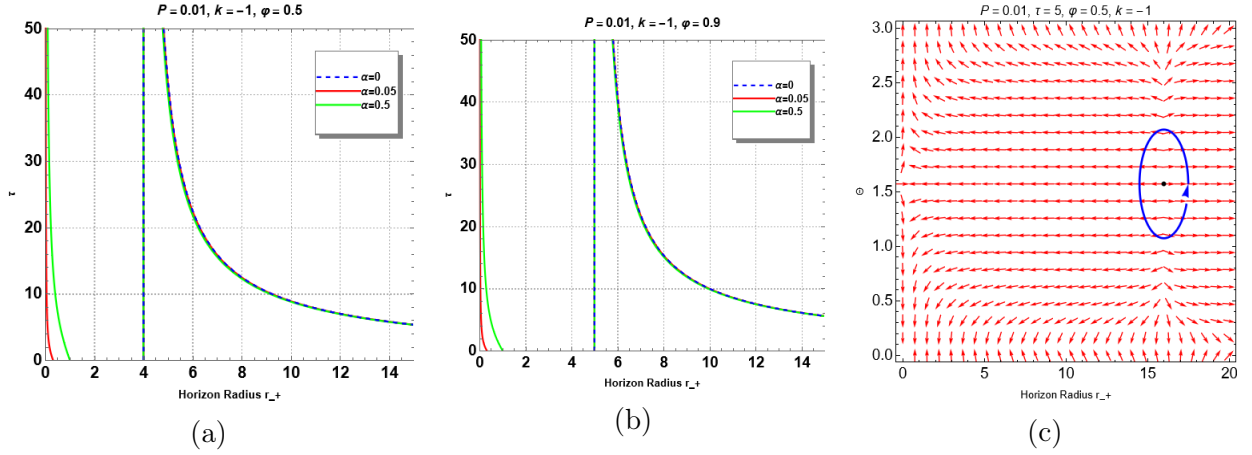 P = 0.01, k = −1, φ = 0.5
50
40
30
τ
20
10
0
0 2 4 6 8 10 12 14
Horizon Radius r_+
α=0
α=0.05
α=0.5
(a)
P = 0.01, k = −1, φ = 0.9
50
40
30
τ
20
10
0
0 2 4 6 8 10 12 14
Horizon Radius r_+
α=0
α=0.05
α=0.5
(b)
P = 0.01, τ = 5, φ = 0.5, k = −1
3.0
2.5
2.0
Θ
1.5
1.0
0.5
0.0
0 5 10 15 20
Horizon Radius r_+
(c)